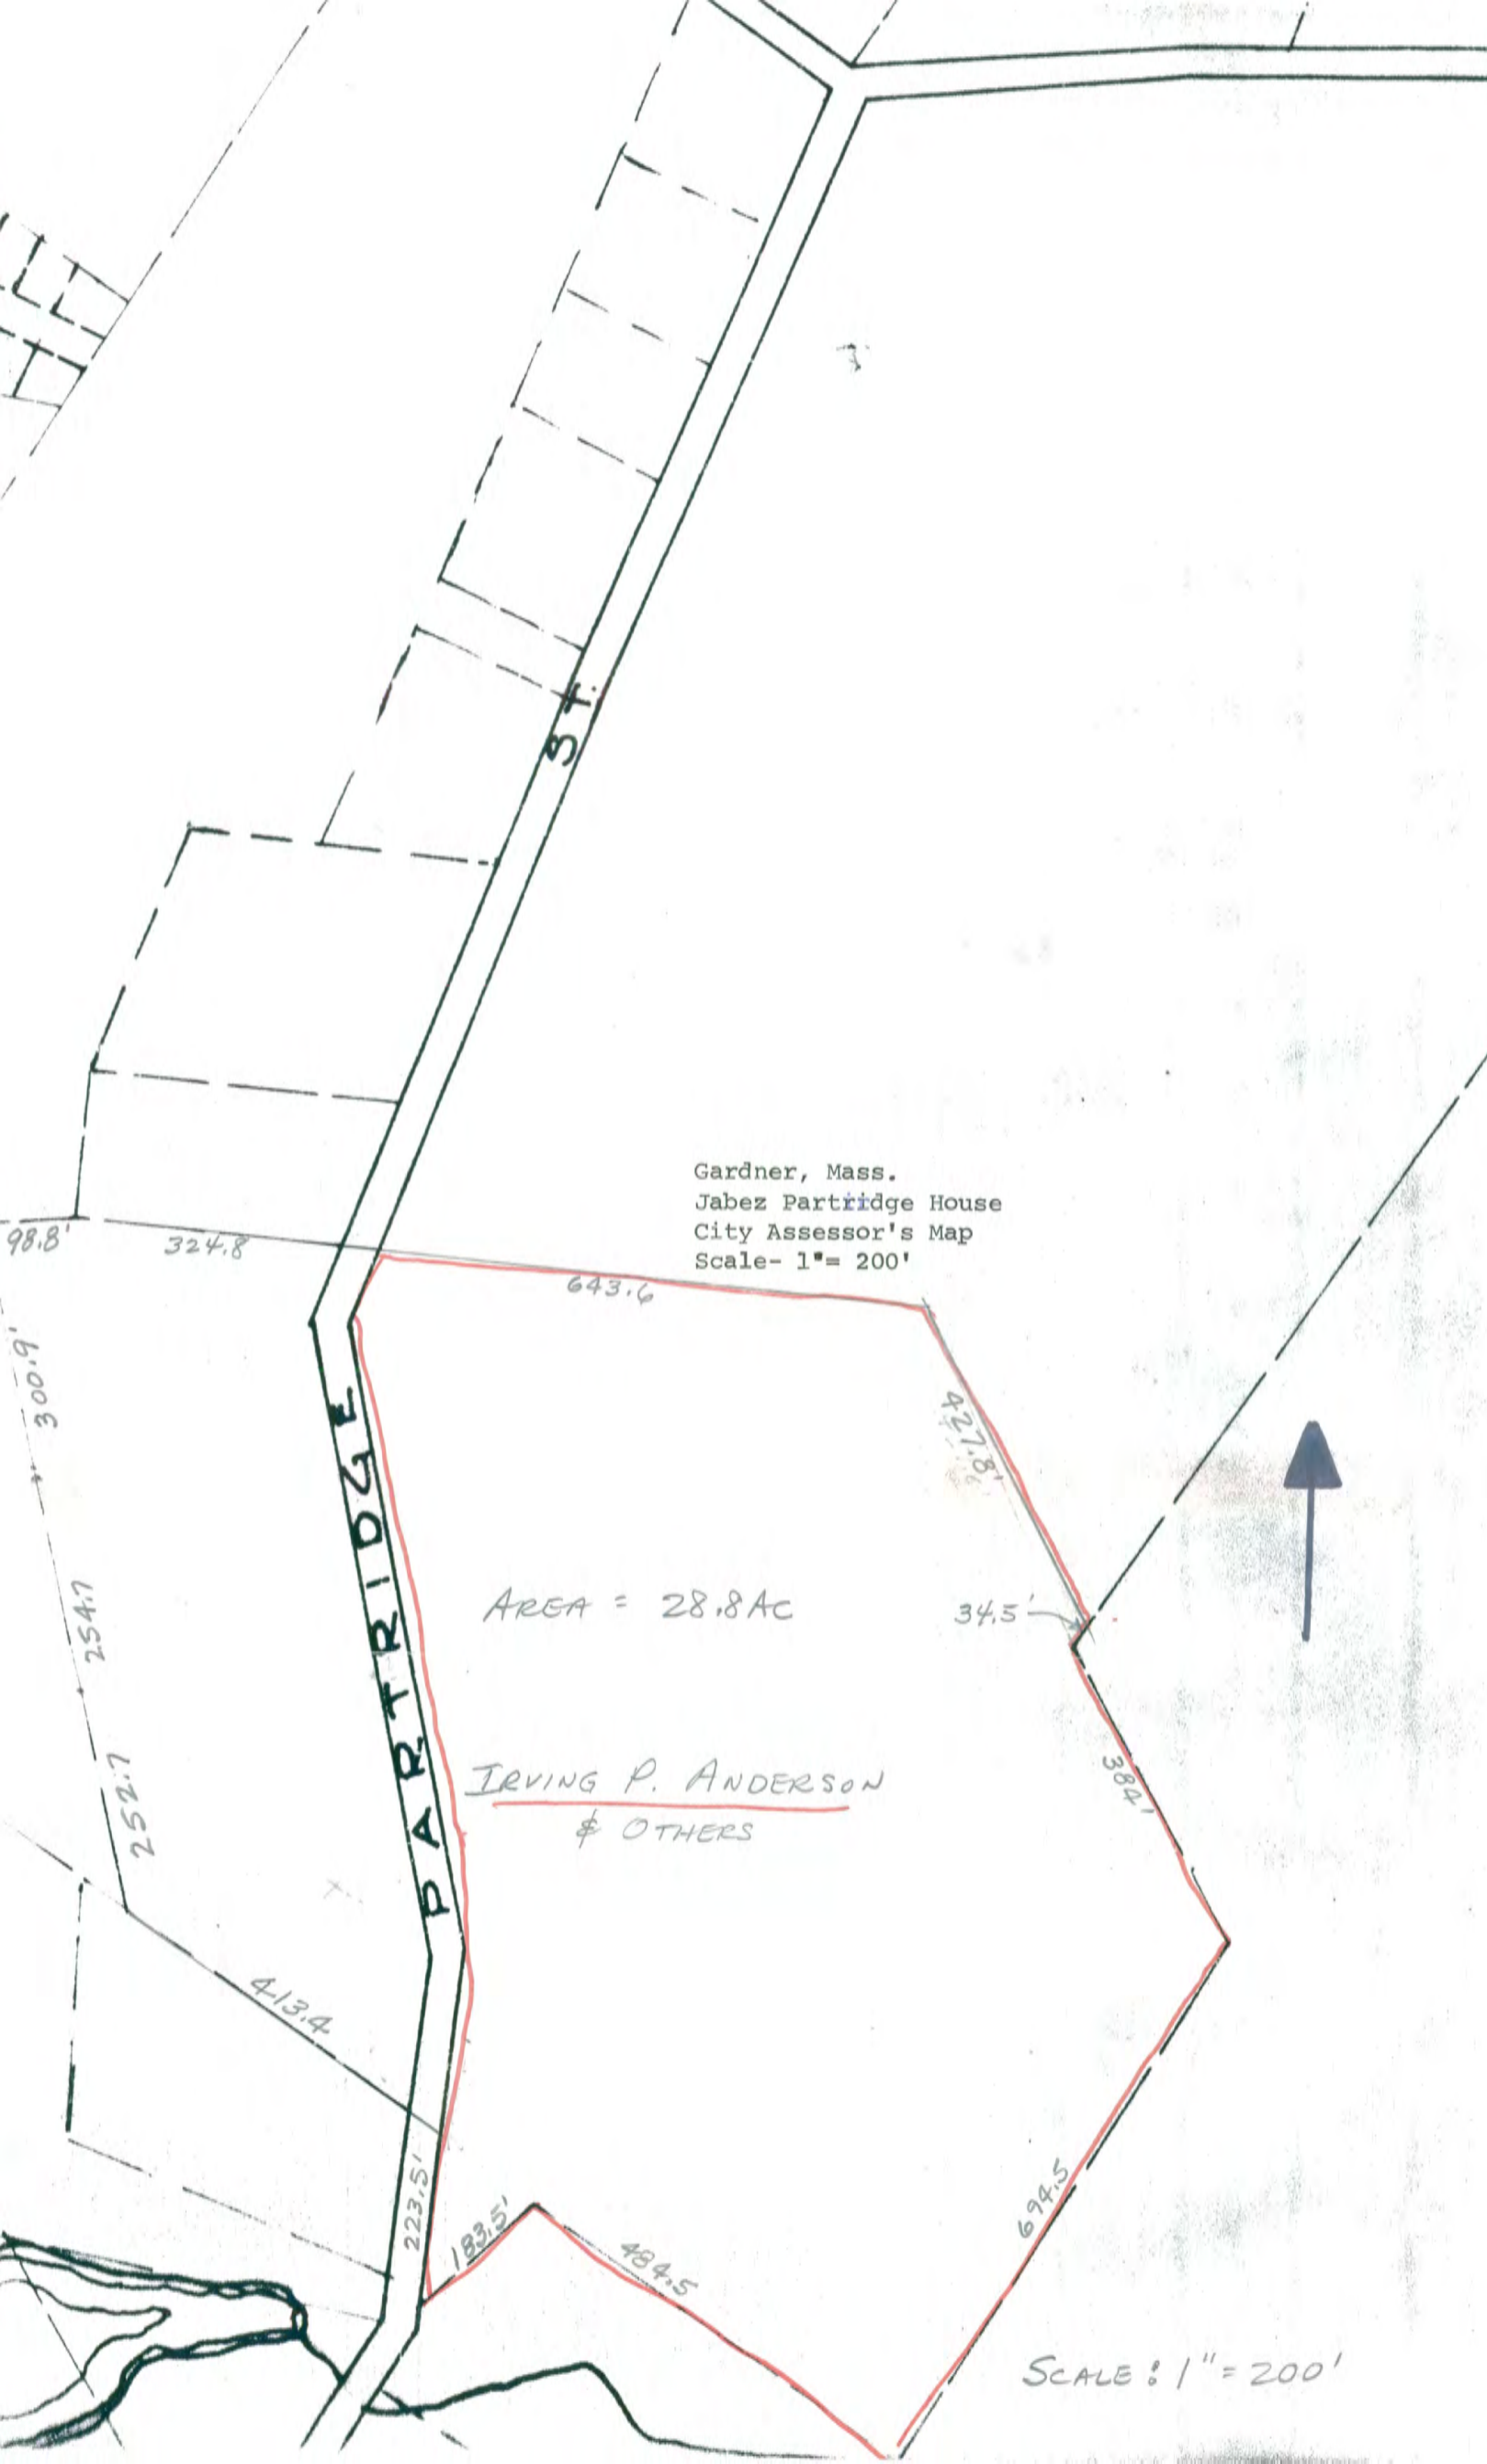 ST.
Gardner, Mass.
Jabez Partridge House
City Assessor's Map
Scale- 1"= 200'
98.8'
324.8
643.6
300.9'
427.8'
PARTRIDGE
254.7
AREA = 28.8 AC
34.5'
252.7
IRVING P. ANDERSON
& OTHERS
384'
413.4
223.5'
183.5'
484.5
694.5
SCALE: 1" = 200'